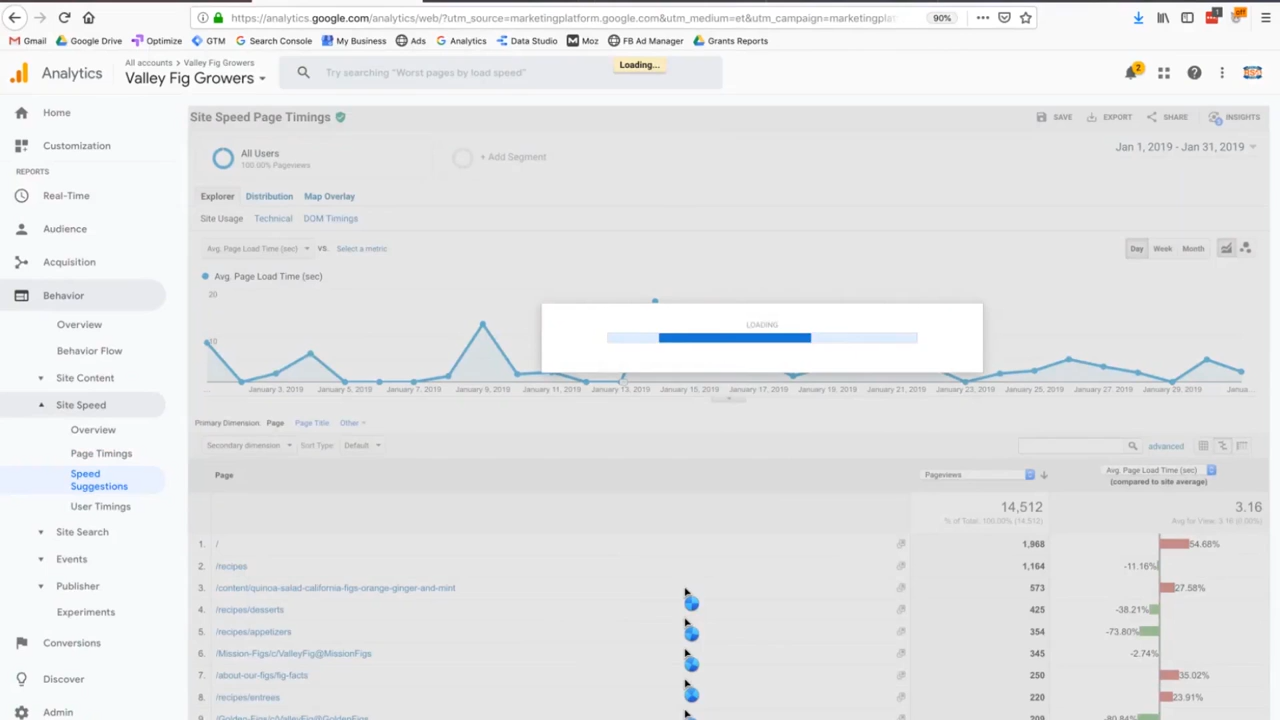 https://analytics.google.com/analytics/web/?utm_source=marketingplatform.google.com&utm_medium=et&utm_campaign=marketingplat
90%
1
off
Gmail Google Drive Optimize GTM Search Console My Business Ads Analytics Data Studio Moz FB Ad Manager Grants Reports
Analytics
All accounts > Valley Fig Growers
Valley Fig Growers
Try searching "Worst pages by load speed"
Loading...
2
Home
Customization
REPORTS
Real-Time
Audience
Acquisition
Behavior
Overview
Behavior Flow
Site Content
Site Speed
Overview
Page Timings
Speed
Suggestions
User Timings
Site Search
Events
Publisher
Experiments
Conversions
Discover
Admin
Site Speed Page Timings
SAVE EXPORT SHARE INSIGHTS
All Users
100.00% Pageviews
+ Add Segment
Jan 1, 2019 - Jan 31, 2019
Explorer Distribution Map Overlay
Site Usage Technical DOM Timings
Avg. Page Load Time (sec) VS. Select a metric
Day Week Month
Avg. Page Load Time (sec)
20
10
LOADING
... January 3, 2019 January 5, 2019 January 7, 2019 January 9, 2019 January 11, 2019 January 13, 2019 January 15, 2019 January 17, 2019 January 19, 2019 January 21, 2019 January 23, 2019 January 25, 2019 January 27, 2019 January 29, 2019 Janua...
Primary Dimension: Page Page Title Other
Secondary dimension Sort Type: Default
advanced
Page Pageviews Avg. Page Load Time (sec)
(compared to site average)
14,512 3.16
% of Total: 100.00% (14,512) Avg for View: 3.16 (0.00%)
1. / 1,968 54.68%
2. /recipes 1,164 -11.16%
3. /content/quinoa-salad-california-figs-orange-ginger-and-mint 573 27.58%
4. /recipes/desserts 425 -38.21%
5. /recipes/appetizers 354 -73.80%
6. /Mission-Figs/c/ValleyFig@MissionFigs 345 -2.74%
7. /about-our-figs/fig-facts 250 35.02%
8. /recipes/entrees 220 23.91%
9. /Golden-Figs/c/ValleyFig@GoldenFigs 209 -80.84%